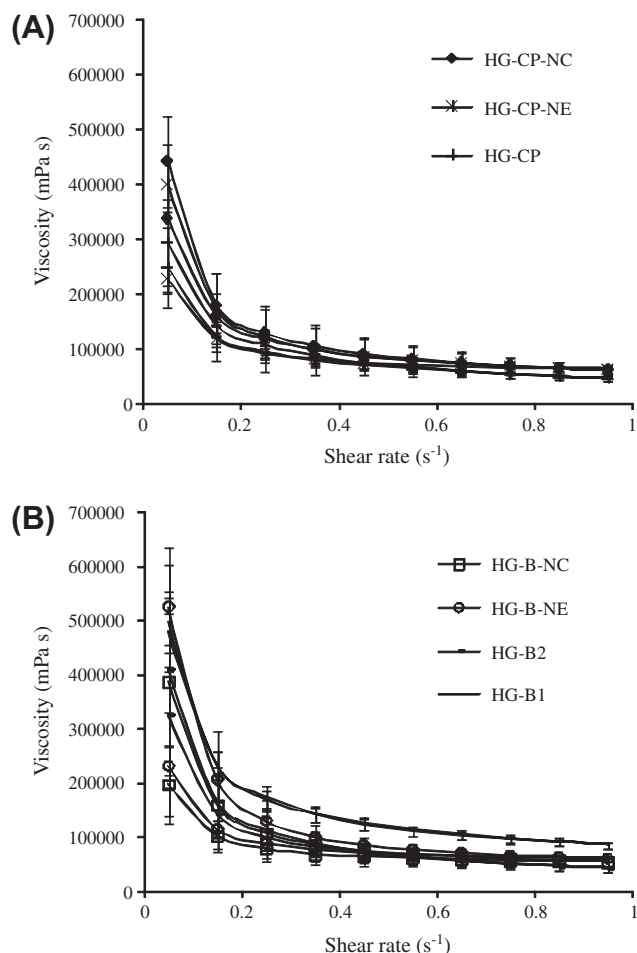 (A)
700000
600000
500000
400000
300000
200000
100000
0
Viscosity (mPa s)
HG-CP-NC
HG-CP-NE
HG-CP
0 0.2 0.4 0.6 0.8 1
Shear rate (s⁻¹)
(B)
700000
600000
500000
400000
300000
200000
100000
0
Viscosity (mPa s)
HG-B-NC
HG-B-NE
HG-B2
HG-B1
0 0.2 0.4 0.6 0.8 1
Shear rate (s⁻¹)